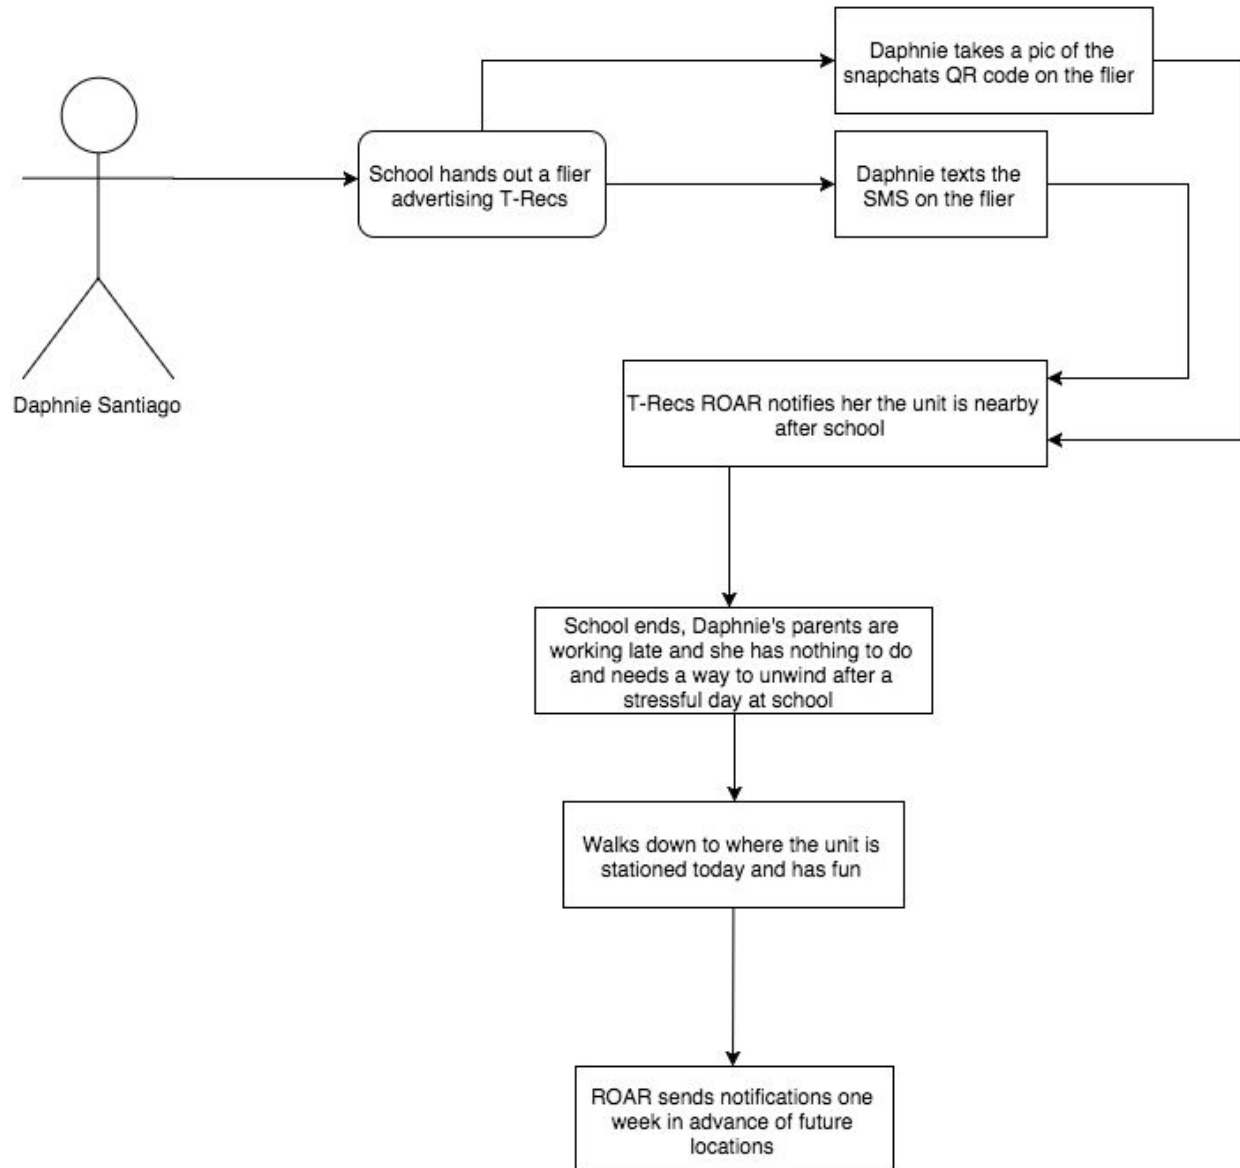 Daphnie takes a pic of the
snapchats QR code on the flier
School hands out a flier
advertising T-Recs
Daphnie texts the
SMS on the flier
Daphnie Santiago
T-Recs ROAR notifies her the unit is nearby
after school
School ends, Daphnie's parents are
working late and she has nothing to do
and needs a way to unwind after a
stressful day at school
Walks down to where the unit is
stationed today and has fun
ROAR sends notifications one
week in advance of future
locations